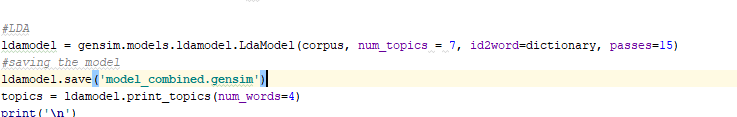 #LDA
ldamodel = gensim.models.ldamodel.LdaModel(corpus, num_topics = 7, id2word=dictionary, passes=15)
#saving the model
ldamodel.save('model_combined.gensim')
topics = ldamodel.print_topics(num_words=4)
print('\n')